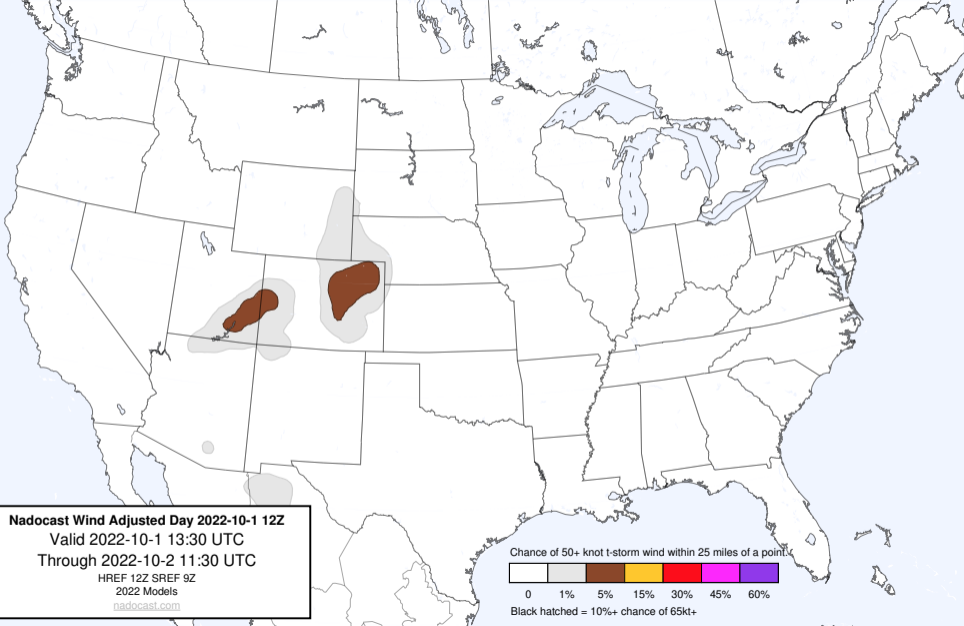 Nadocast Wind Adjusted Day 2022-10-1 12Z
Valid 2022-10-1 13:30 UTC
Through 2022-10-2 11:30 UTC
HREF 12Z SREF 9Z
2022 Models
nadocast.com
Chance of 50+ knot t-storm wind within 25 miles of a point.
0 1% 5% 15% 30% 45% 60%
Black hatched = 10%+ chance of 65kt+